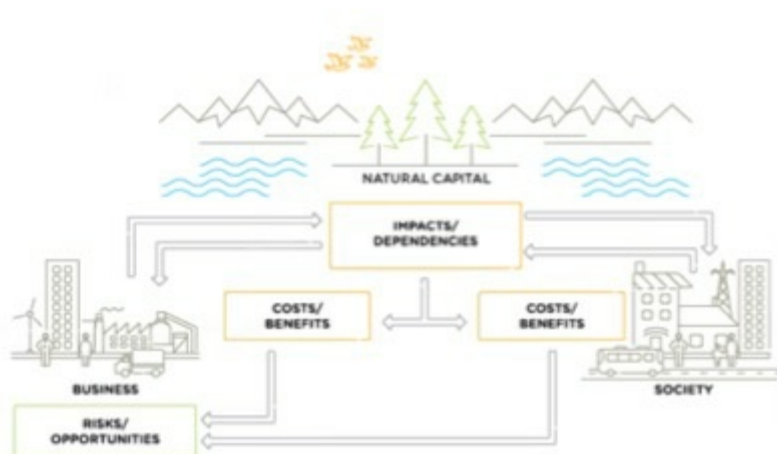 NATURAL CAPITAL
IMPACTS/
DEPENDENCIES
COSTS/
BENEFITS
COSTS/
BENEFITS
BUSINESS
SOCIETY
RISKS/
OPPORTUNITIES